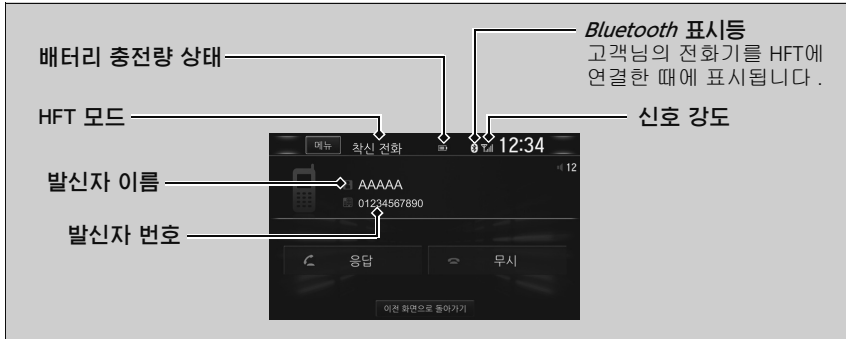 Bluetooth 표시등
고객님의 전화기를 HFT에
연결한 때에 표시됩니다 .
배터리 충전량 상태
HFT 모드
신호 강도
발신자 이름
발신자 번호
메뉴 착신 전화 12:34
12
AAAAA
01234567890
응답 무시
이전 화면으로 돌아가기